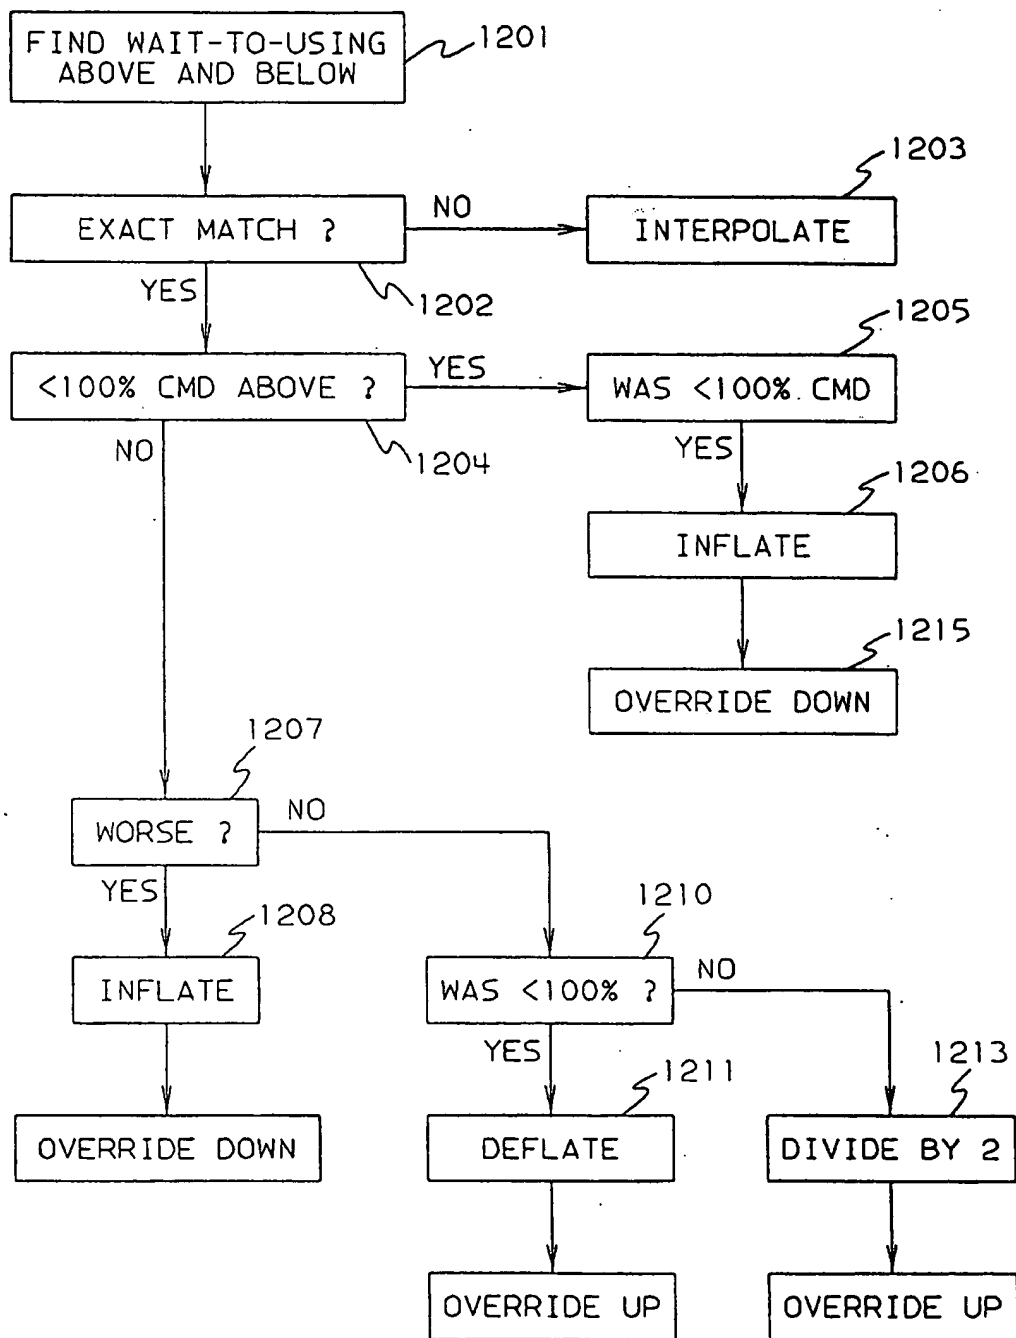 FIND WAIT-TO-USING
ABOVE AND BELOW
1201
EXACT MATCH ?
1202
NO
INTERPOLATE
1203
YES
<100% CMD ABOVE ?
1204
YES
WAS <100% CMD
1205
YES
INFLATE
1206
OVERRIDE DOWN
1215
NO
WORSE ?
1207
NO
YES
INFLATE
1208
OVERRIDE DOWN
WAS <100% ?
1210
NO
YES
DEFLATE
1211
DIVIDE BY 2
1213
OVERRIDE UP
OVERRIDE UP